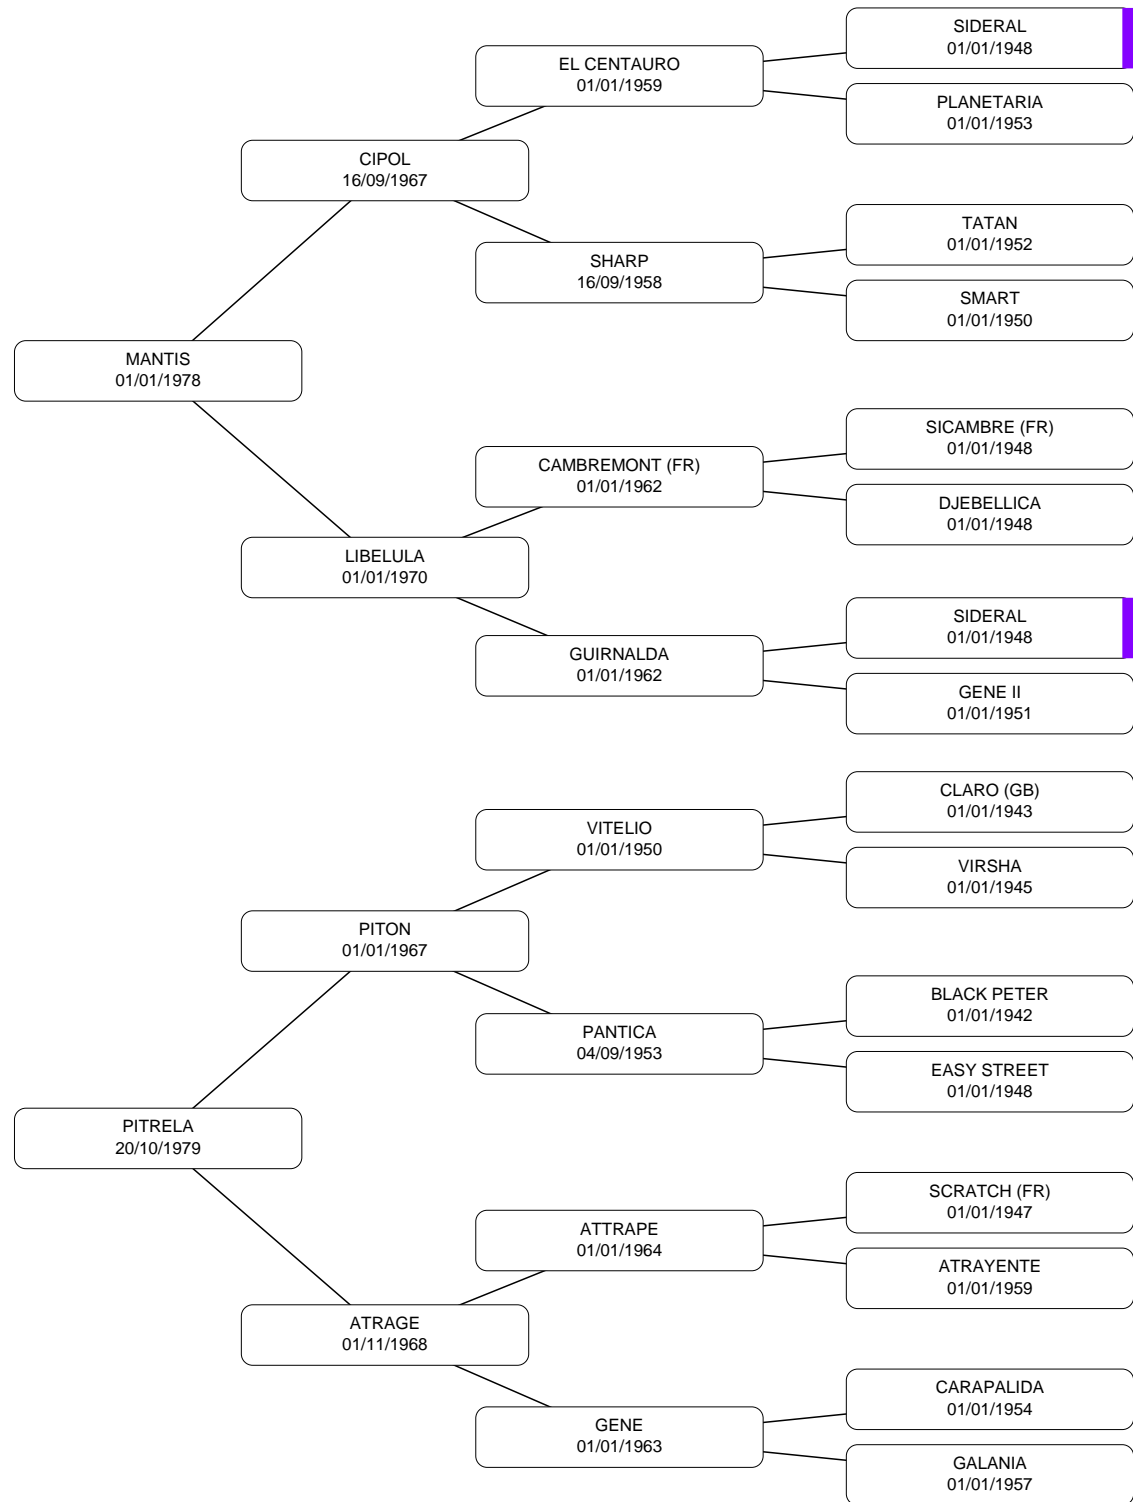 SIDERAL
01/01/1948
EL CENTAURO
01/01/1959
PLANETARIA
01/01/1953
CIPOL
16/09/1967
TATAN
01/01/1952
SHARP
16/09/1958
SMART
01/01/1950
MANTIS
01/01/1978
SICAMBRE (FR)
01/01/1948
CAMBREMONT (FR)
01/01/1962
DJEBELLICA
01/01/1948
LIBELULA
01/01/1970
SIDERAL
01/01/1948
GUIRNALDA
01/01/1962
GENE II
01/01/1951
CLARO (GB)
01/01/1943
VITELIO
01/01/1950
VIRSHA
01/01/1945
PITON
01/01/1967
BLACK PETER
01/01/1942
PANTICA
04/09/1953
EASY STREET
01/01/1948
PITRELA
20/10/1979
SCRATCH (FR)
01/01/1947
ATTRAPE
01/01/1964
ATRAYENTE
01/01/1959
ATRAGE
01/11/1968
CARAPALIDA
01/01/1954
GENE
01/01/1963
GALANIA
01/01/1957